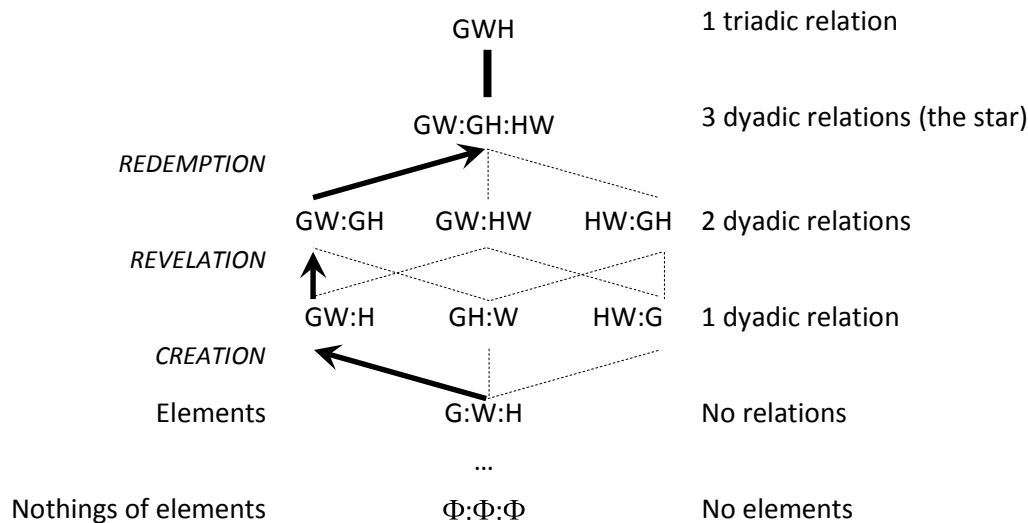 GWH 1 triadic relation
GW:GH:HW 3 dyadic relations (the star)
REDEMPTION
GW:GH GW:HW HW:GH 2 dyadic relations
REVELATION
GW:H GH:W HW:G 1 dyadic relation
CREATION
Elements G:W:H No relations
...
Nothings of elements Φ:Φ:Φ No elements